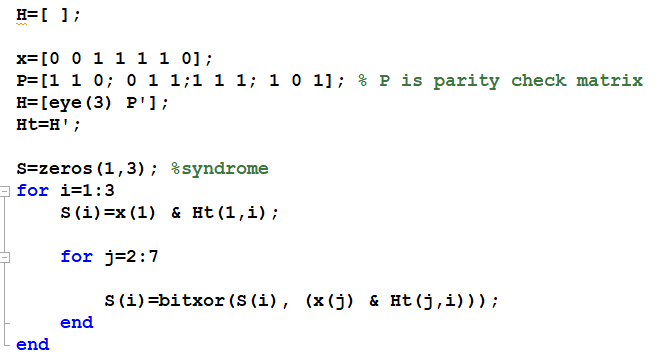 H=[ ];
x=[0 0 1 1 1 1 0];
P=[1 1 0; 0 1 1;1 1 1; 1 0 1]; % P is parity check matrix
H=[eye(3) P'];
Ht=H';
S=zeros(1,3); %syndrome
for i=1:3
S(i)=x(1) & Ht(1,i);
for j=2:7
S(i)=bitxor(S(i), (x(j) & Ht(j,i)));
end
end